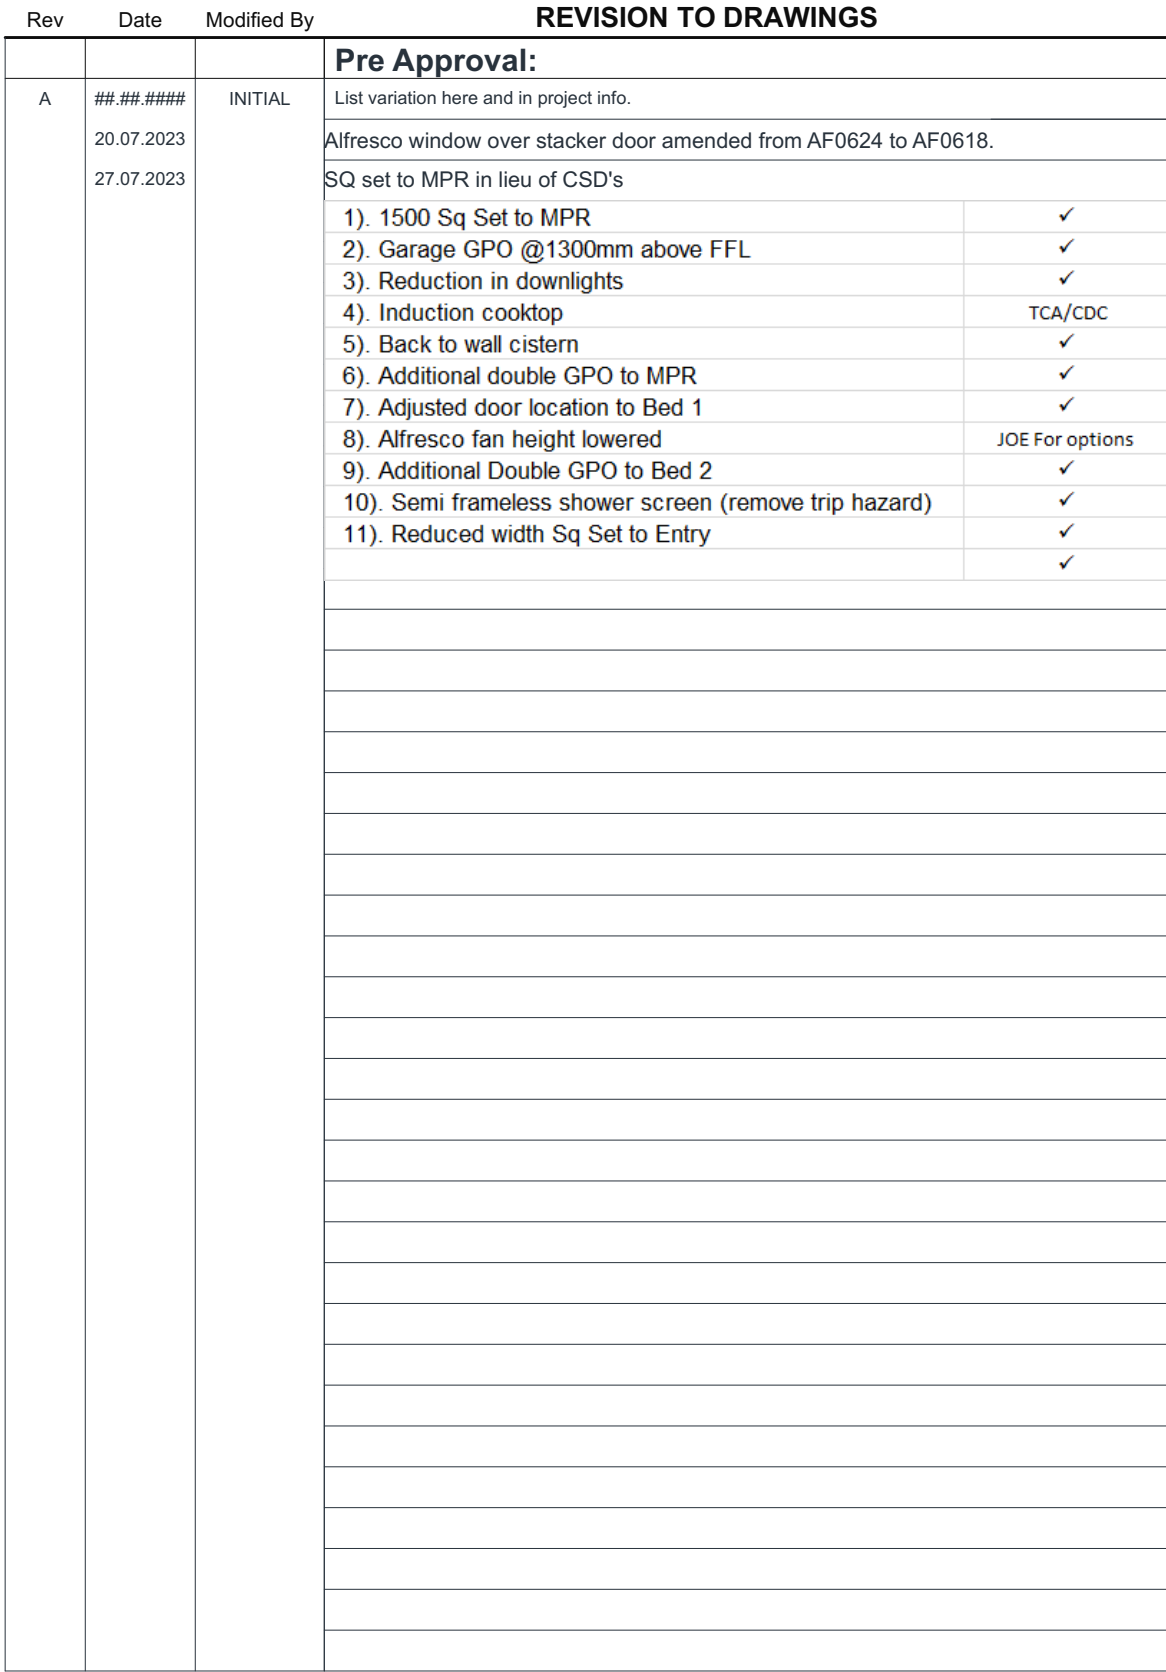 Rev Date Modified By REVISION TO DRAWINGS
Pre Approval:
A ##.##.#### INITIAL List variation here and in project info.
20.07.2023 Alfresco window over stacker door amended from AF0624 to AF0618.
27.07.2023 SQ set to MPR in lieu of CSD's
1). 1500 Sq Set to MPR ✓
2). Garage GPO @1300mm above FFL ✓
3). Reduction in downlights ✓
4). Induction cooktop TCA/CDC
5). Back to wall cistern ✓
6). Additional double GPO to MPR ✓
7). Adjusted door location to Bed 1 ✓
8). Alfresco fan height lowered JOE For options
9). Additional Double GPO to Bed 2 ✓
10). Semi frameless shower screen (remove trip hazard) ✓
11). Reduced width Sq Set to Entry ✓
✓